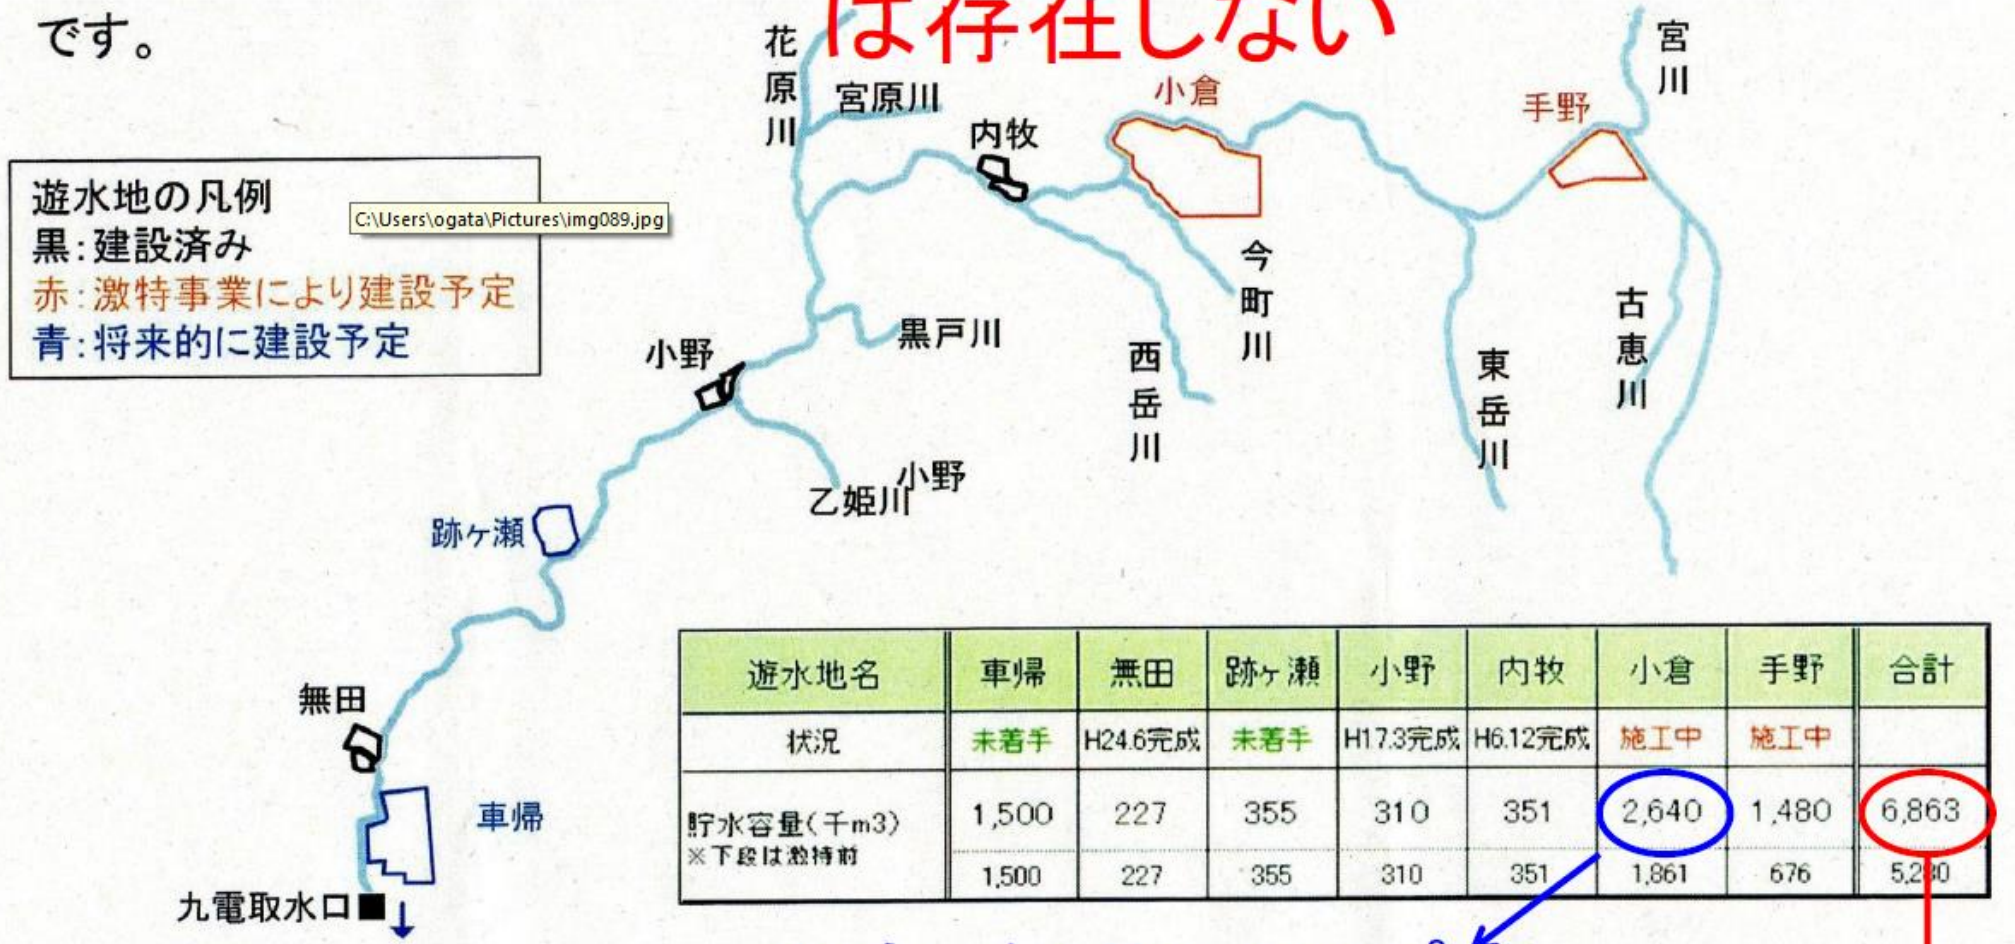 です。
は存在しない
花原川
宮原川
内牧
小倉
手野
宮川
遊水地の凡例
黒:建設済み
赤:激特事業により建設予定
青:将来的に建設予定
C:\Users\ogata\Pictures\img089.jpg
今町川
古恵川
黒戸川
小野
西岳川
東岳川
小野
乙姫川
跡ヶ瀬
無田
車帰
九電取水口
遊水地名 車帰 無田 跡ヶ瀬 小野 内牧 小倉 手野 合計
状況 未着手 H24.6完成 未着手 H17.3完成 H6.12完成 施工中 施工中
貯水容量(千m3) 1,500 227 355 310 351 2,640 1,480 6,863
※下段は激特前 1,500 227 355 310 351 1,861 676